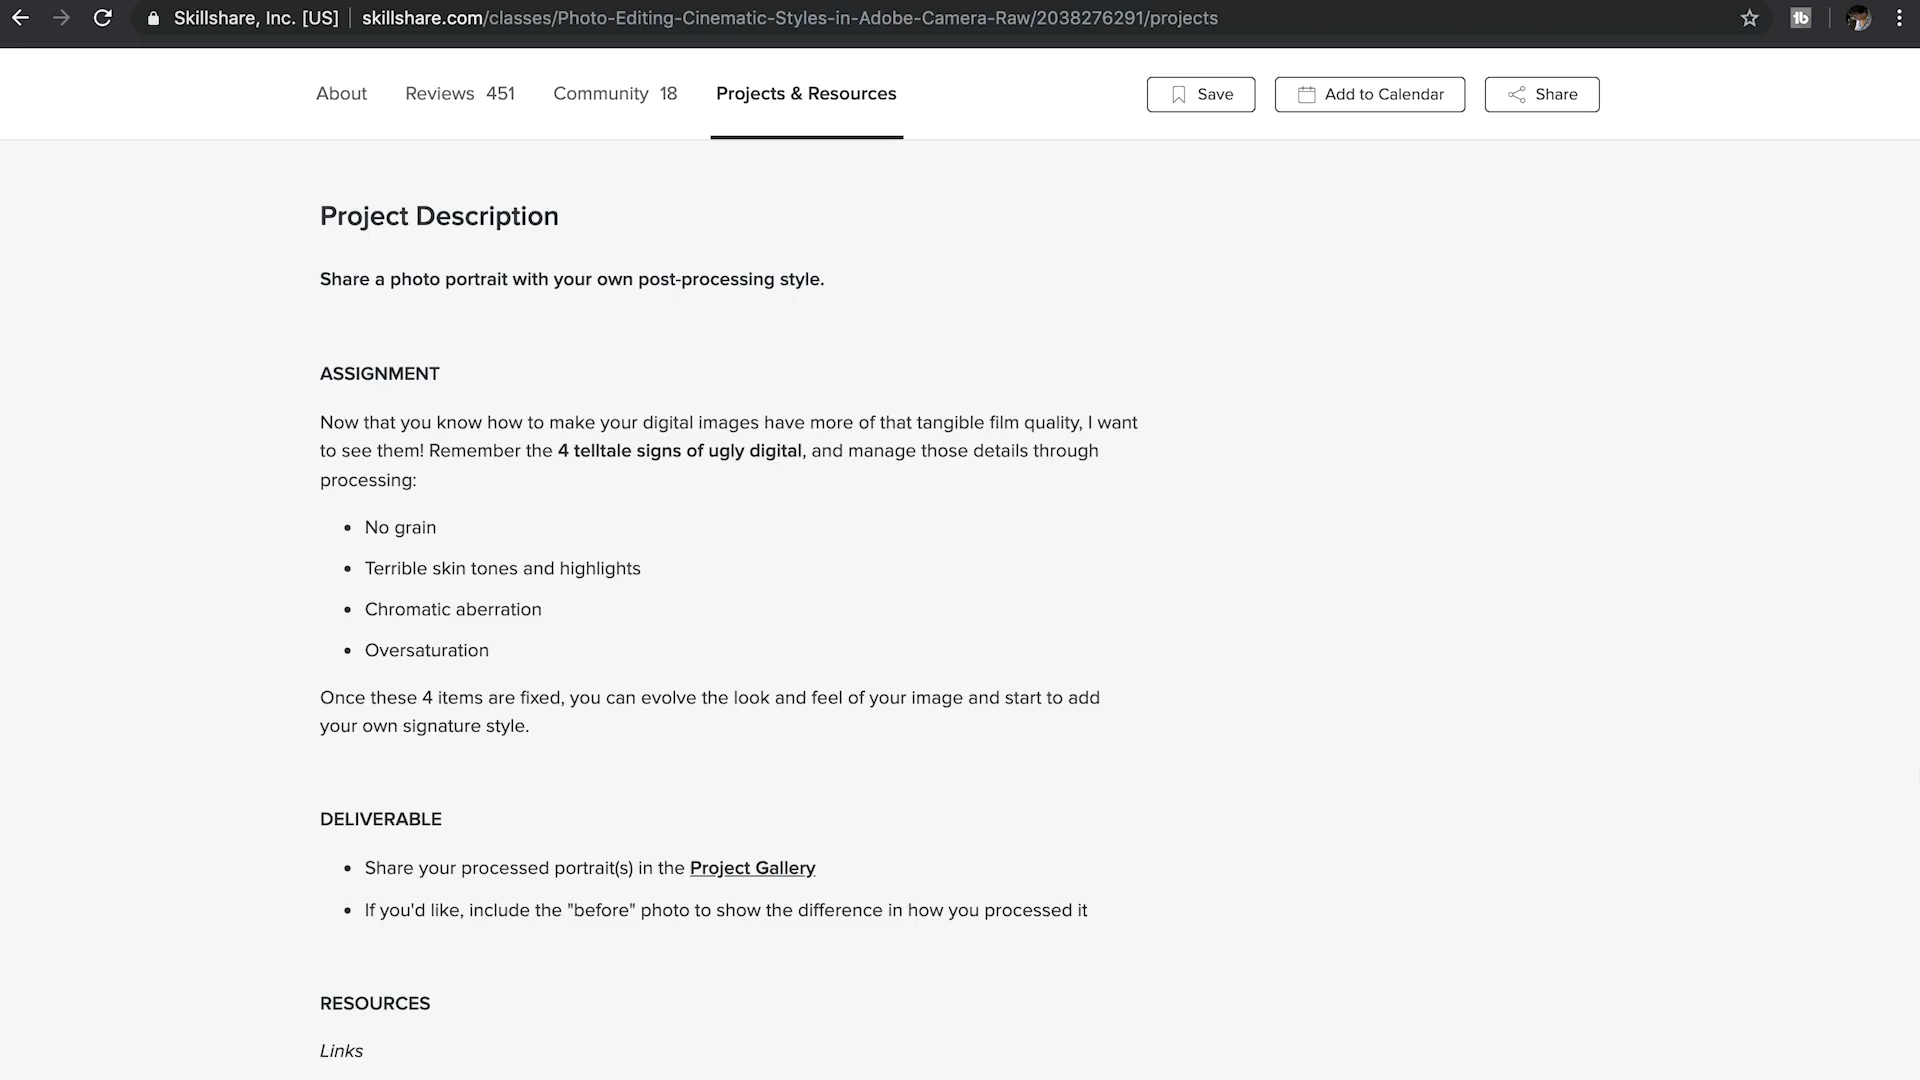 Skillshare, Inc. [US] skillshare.com/classes/Photo-Editing-Cinematic-Styles-in-Adobe-Camera-Raw/2038276291/projects
About Reviews 451 Community 18 Projects & Resources Save Add to Calendar Share
Project Description
Share a photo portrait with your own post-processing style.
ASSIGNMENT
Now that you know how to make your digital images have more of that tangible film quality, I want
to see them! Remember the 4 telltale signs of ugly digital, and manage those details through
processing:
• No grain
• Terrible skin tones and highlights
• Chromatic aberration
• Oversaturation
Once these 4 items are fixed, you can evolve the look and feel of your image and start to add
your own signature style.
DELIVERABLE
• Share your processed portrait(s) in the Project Gallery
• If you'd like, include the "before" photo to show the difference in how you processed it
RESOURCES
Links